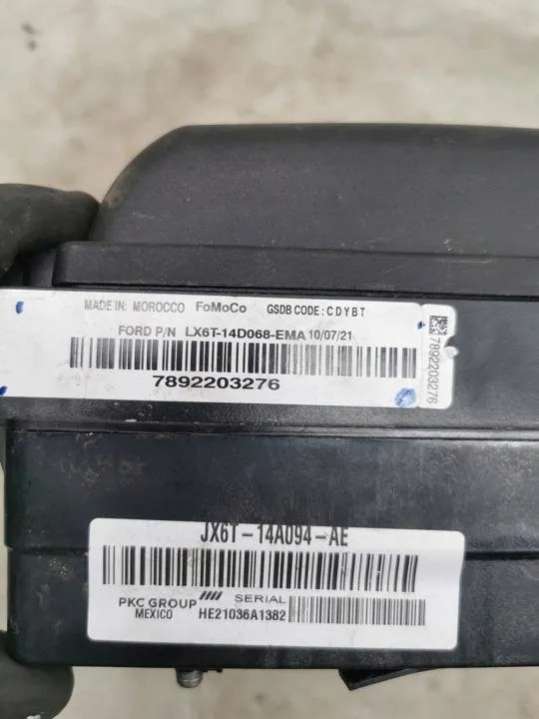 MADE IN: MOROCCO FoMoCo GSDB CODE: CDYBT
FORD P/N LX6T-14D068-EMA 10/07/21
7892203276
7892203276
JX6T-14A094-AE
PKC GROUP SERIAL
MEXICO HE21036A1382